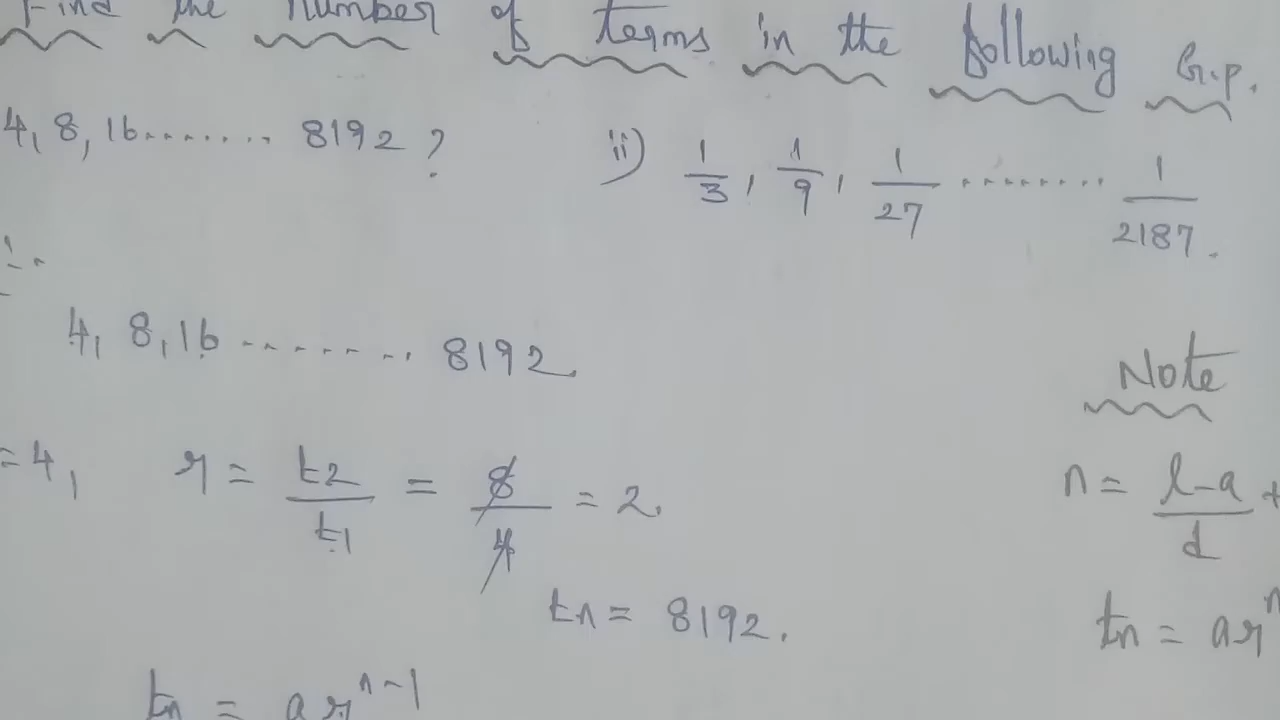 Find the number of terms in the following G.P.
4, 8, 16....... 8192 ?
ii) 1/3, 1/9, 1/27 ........ 1/2187.
4, 8, 16 ........ 8192.
= 4, r = t2/t1 = 8/4 = 2.
tn = 8192.
tn = ar^n-1
Note
n = l-a/d +
tn = ar^n